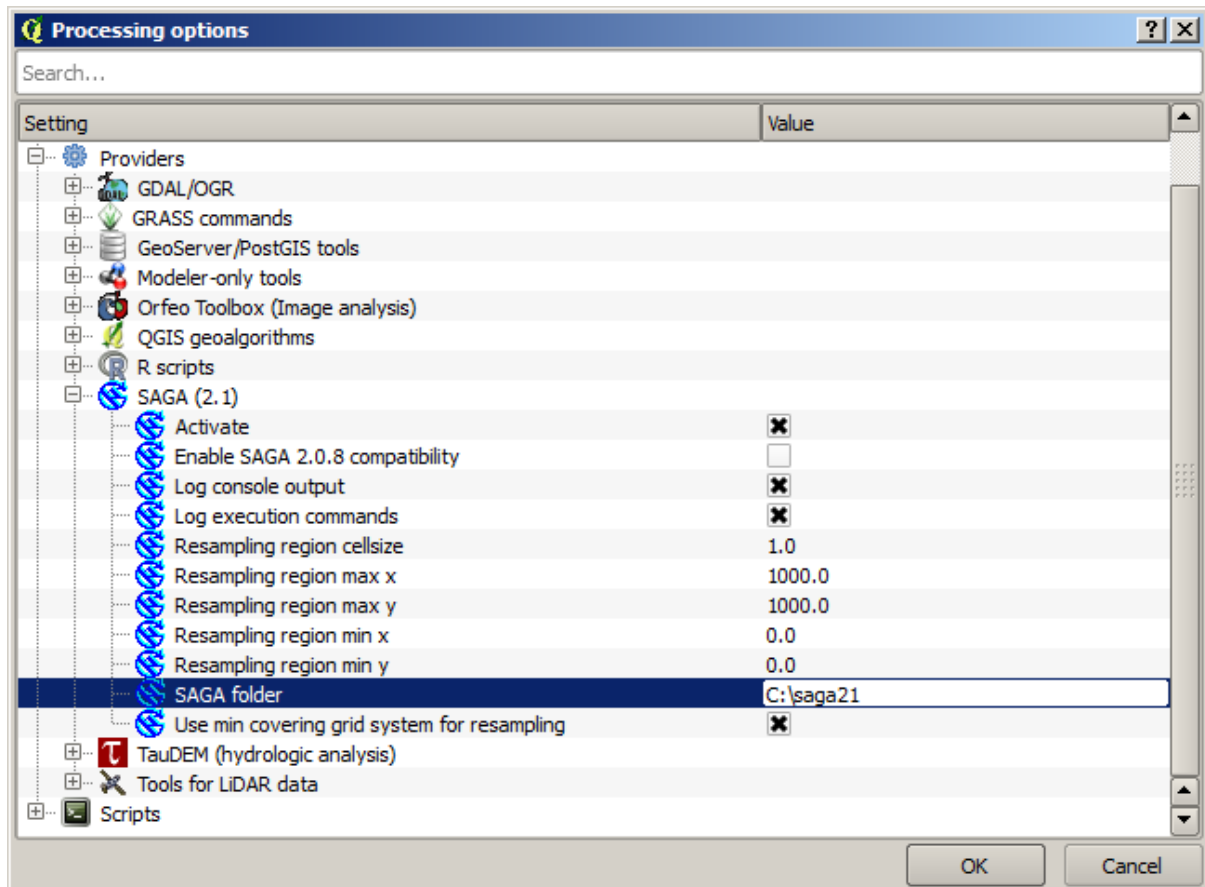 Processing options
Search...
Setting Value
Providers
GDAL/OGR
GRASS commands
GeoServer/PostGIS tools
Modeler-only tools
Orfeo Toolbox (Image analysis)
QGIS geoalgorithms
R scripts
SAGA (2.1)
Activate
Enable SAGA 2.0.8 compatibility
Log console output
Log execution commands
Resampling region cellsize 1.0
Resampling region max x 1000.0
Resampling region max y 1000.0
Resampling region min x 0.0
Resampling region min y 0.0
SAGA folder C:\saga21
Use min covering grid system for resampling
TauDEM (hydrologic analysis)
Tools for LiDAR data
Scripts
OK Cancel